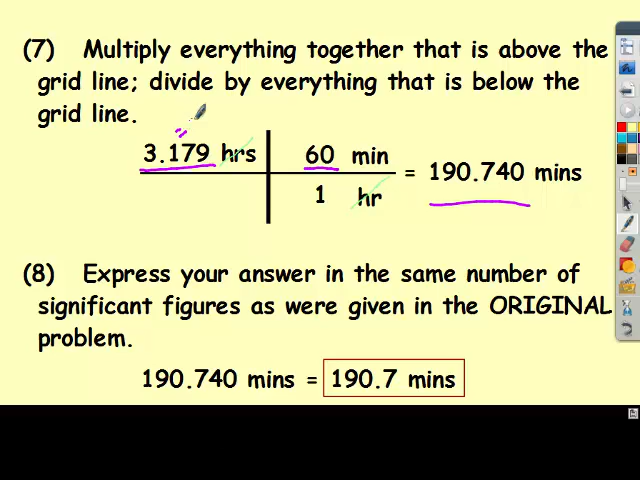 (7) Multiply everything together that is above the
grid line; divide by everything that is below the
grid line.
3.179 hrs 60 min
= 190.740 mins
1 hr
(8) Express your answer in the same number of
significant figures as were given in the ORIGINAL
problem.
190.740 mins = 190.7 mins